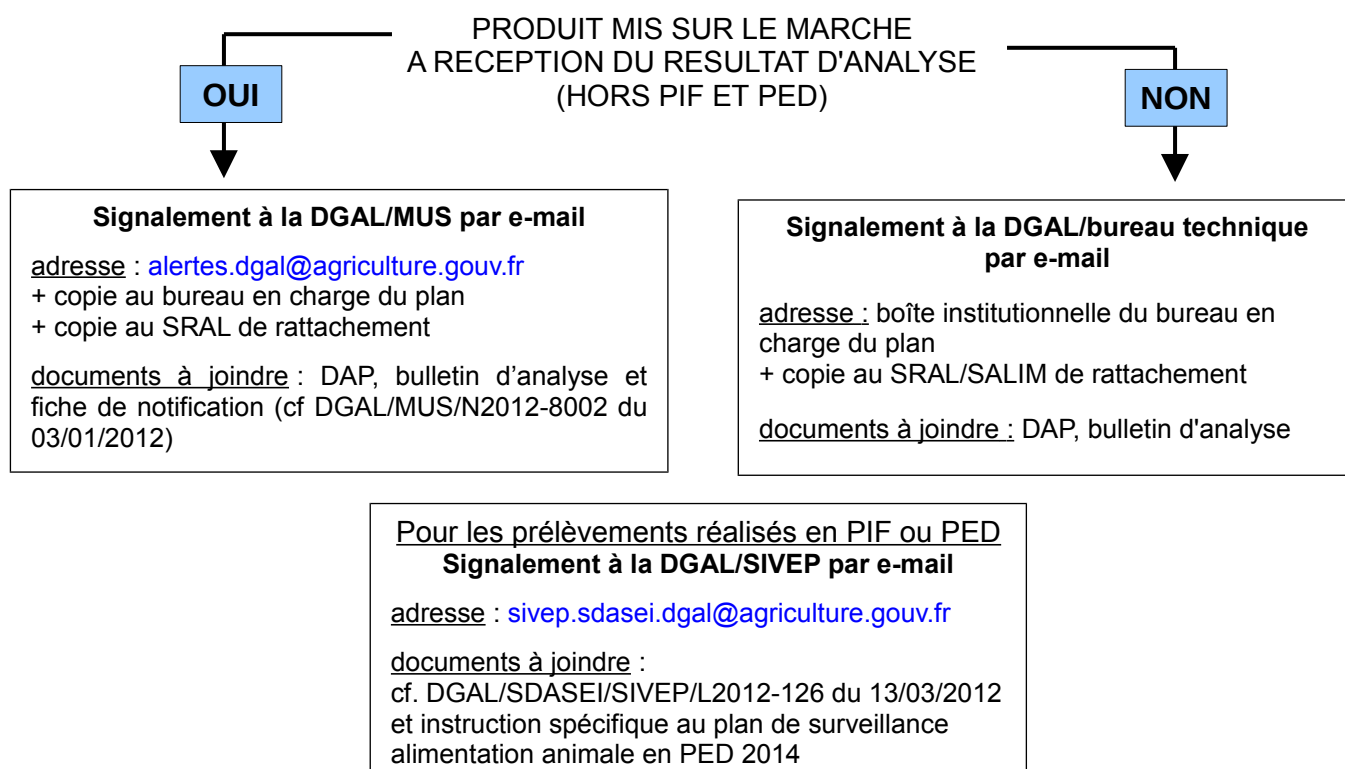 PRODUIT MIS SUR LE MARCHE
A RECEPTION DU RESULTAT D'ANALYSE
(HORS PIF ET PED)
OUI
NON
Signalement à la DGAL/MUS par e-mail
adresse : alertes.dgal@agriculture.gouv.fr
+ copie au bureau en charge du plan
+ copie au SRAL de rattachement
documents à joindre : DAP, bulletin d’analyse et
fiche de notification (cf DGAL/MUS/N2012-8002 du
03/01/2012)
Signalement à la DGAL/bureau technique
par e-mail
adresse : boîte institutionnelle du bureau en
charge du plan
+ copie au SRAL/SALIM de rattachement
documents à joindre : DAP, bulletin d'analyse
Pour les prélèvements réalisés en PIF ou PED
Signalement à la DGAL/SIVEP par e-mail
adresse : sivep.sdasei.dgal@agriculture.gouv.fr
documents à joindre :
cf. DGAL/SDASEI/SIVEP/L2012-126 du 13/03/2012
et instruction spécifique au plan de surveillance
alimentation animale en PED 2014